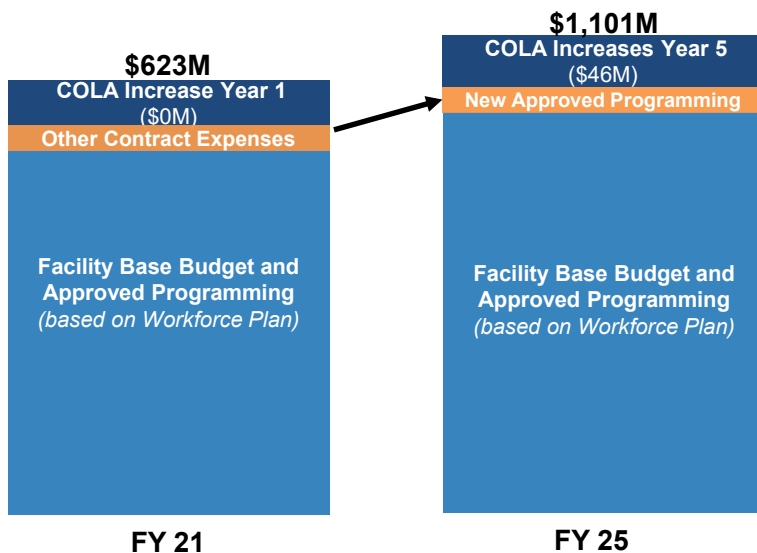 $623M
COLA Increase Year 1
($0M)
Other Contract Expenses
Facility Base Budget and
Approved Programming
(based on Workforce Plan)
FY 21
$1,101M
COLA Increases Year 5
($46M)
New Approved Programming
Facility Base Budget and
Approved Programming
(based on Workforce Plan)
FY 25